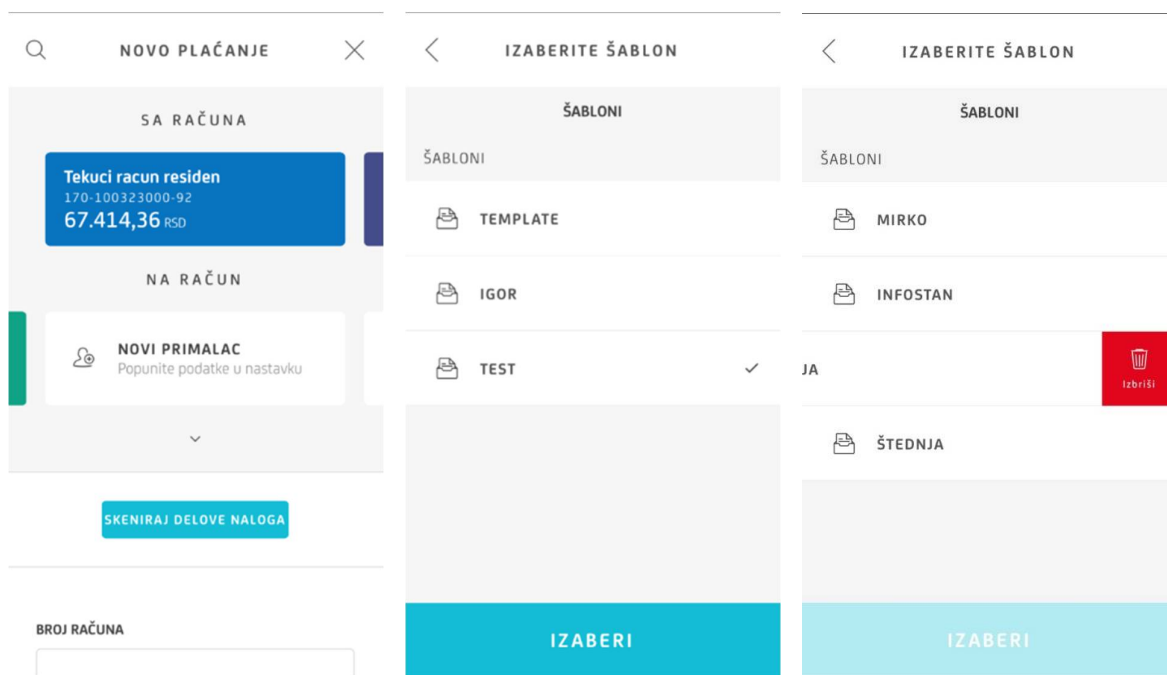 NOVO PLAĆANJE
SA RAČUNA
Tekuci racun residen
170-100323000-92
67.414,36 RSD
NA RAČUN
NOVI PRIMALAC
Popunite podatke u nastavku
SKENIRAJ DELOVE NALOGA
BROJ RAČUNA
IZABERITE ŠABLON
ŠABLONI
ŠABLONI
TEMPLATE
IGOR
TEST
IZABERI
IZABERITE ŠABLON
ŠABLONI
ŠABLONI
MIRKO
INFOSTAN
JA
Izbriši
ŠTEDNJA
IZABERI